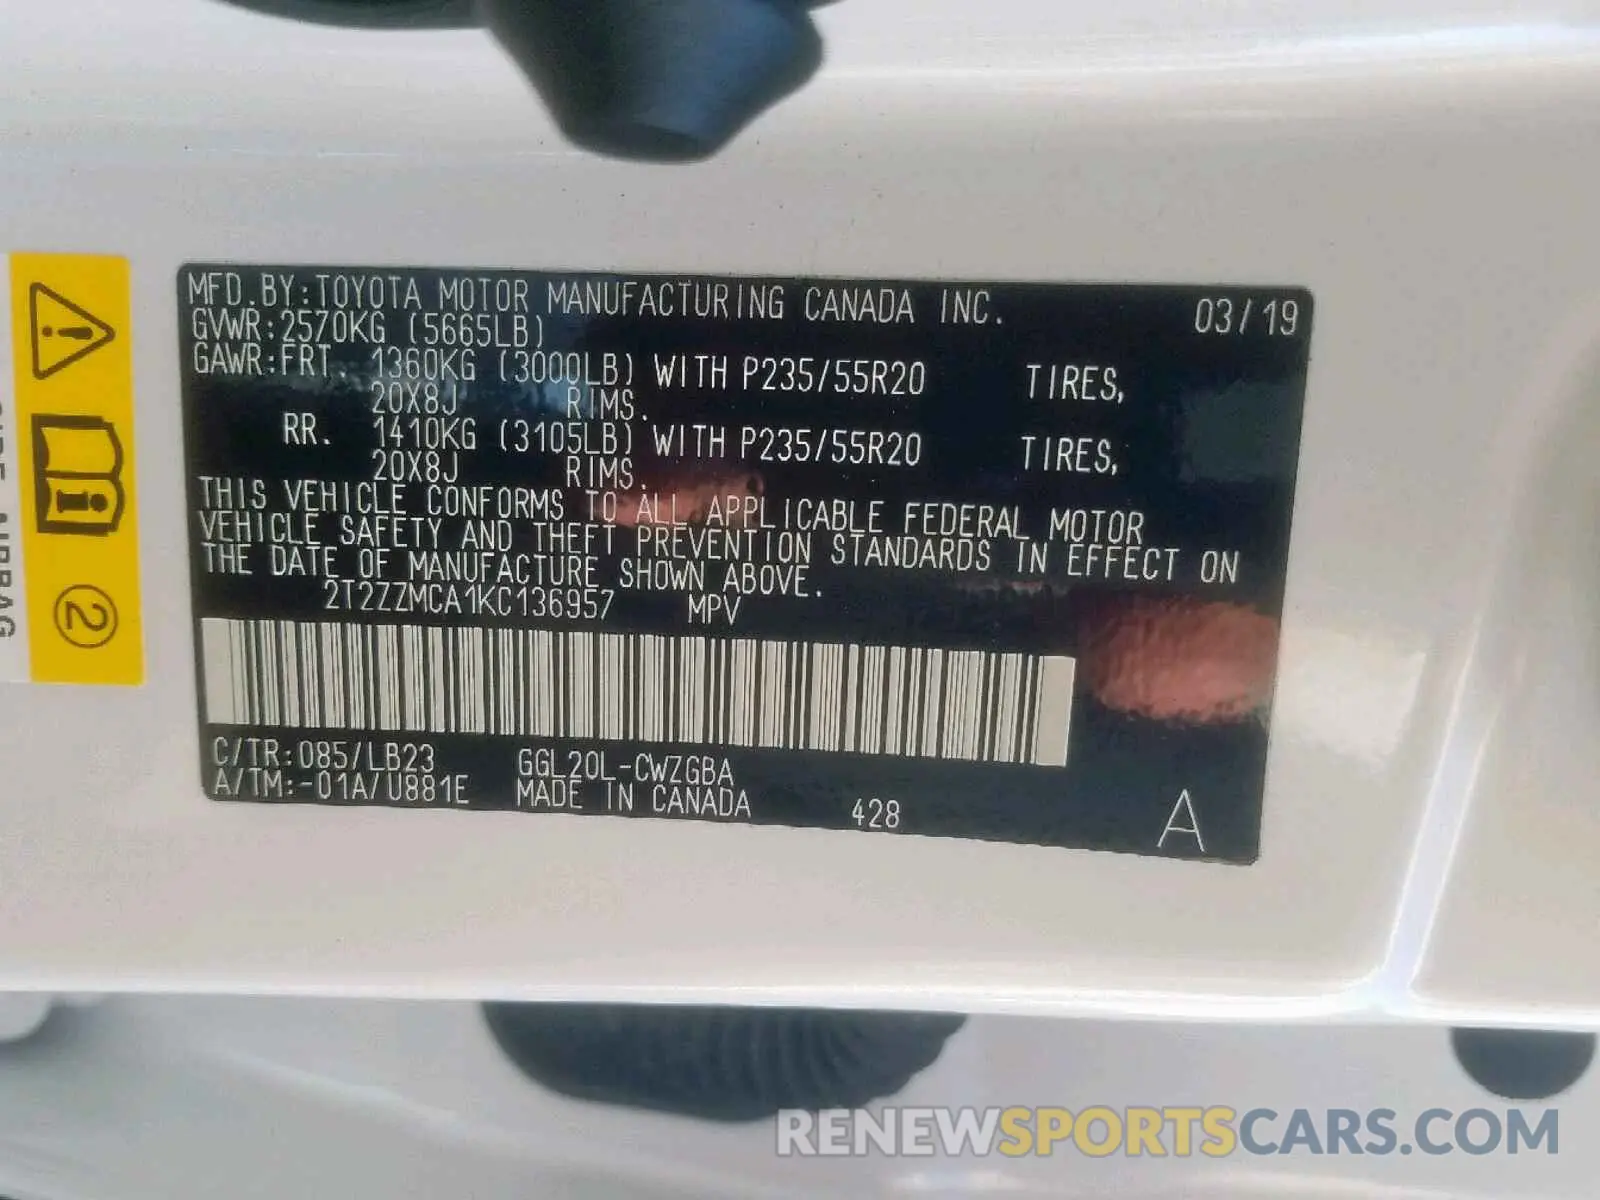 MFD.BY:TOYOTA MOTOR MANUFACTURING CANADA INC. 03/19
GVWR:2570KG (5665LB)
GAWR:FRT. 1360KG (3000LB) WITH P235/55R20 TIRES,
20X8J RIMS.
RR. 1410KG (3105LB) WITH P235/55R20 TIRES,
20X8J RIMS.
THIS VEHICLE CONFORMS TO ALL APPLICABLE FEDERAL MOTOR
VEHICLE SAFETY AND THEFT PREVENTION STANDARDS IN EFFECT ON
THE DATE OF MANUFACTURE SHOWN ABOVE.
2T2ZZMCA1KC136957 MPV
C/TR:085/LB23 GGL20L-CWZGBA
A/TM:-01A/U881E MADE IN CANADA 428 A
2
AIRBAG
RENEWSPORTSCARS.COM